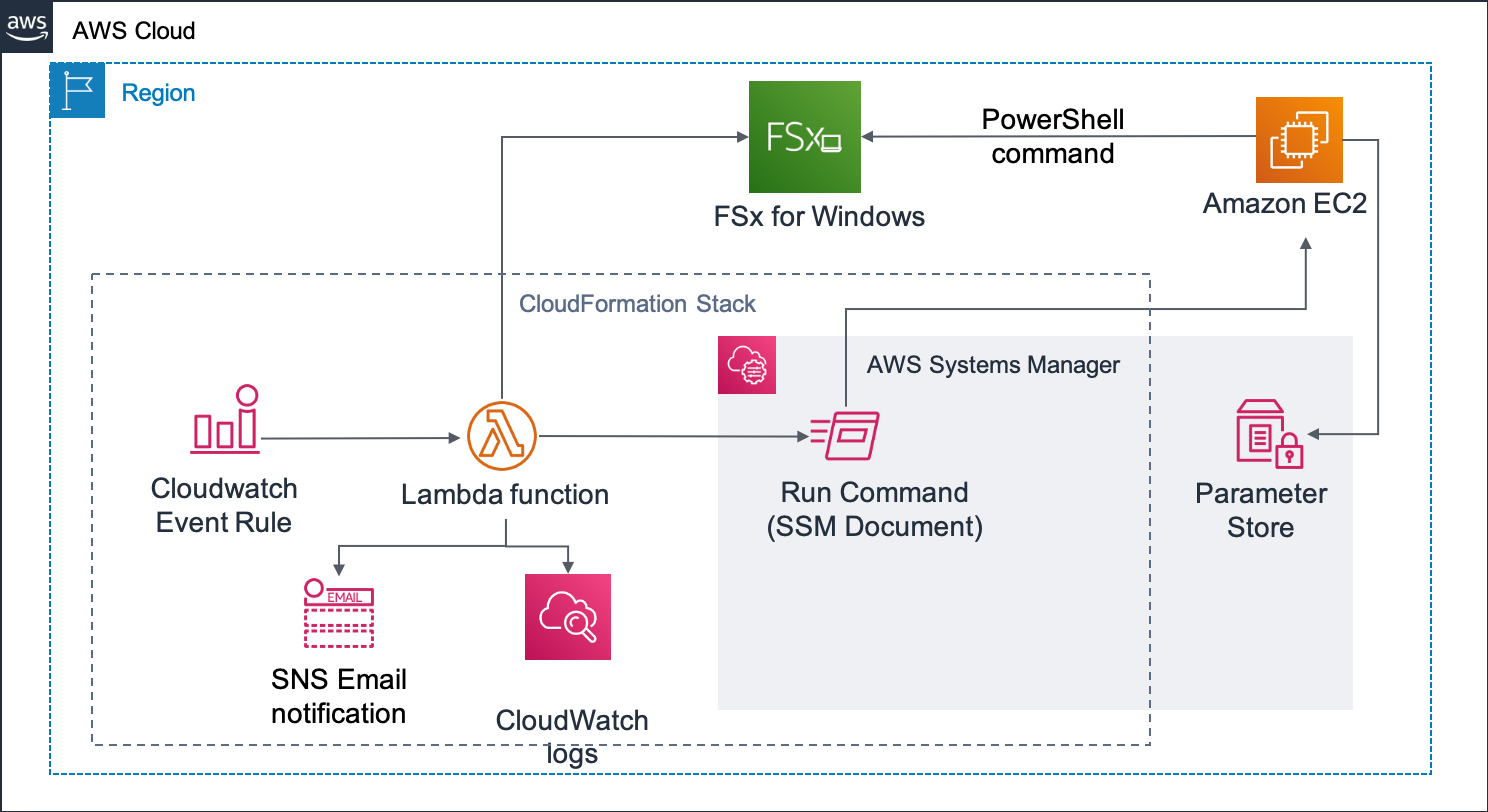 aws
AWS Cloud
Region
FSx
PowerShell
command
FSx for Windows
Amazon EC2
CloudFormation Stack
AWS Systems Manager
Cloudwatch
Event Rule
Lambda function
Run Command
(SSM Document)
Parameter
Store
EMAIL
SNS Email
notification
CloudWatch
logs